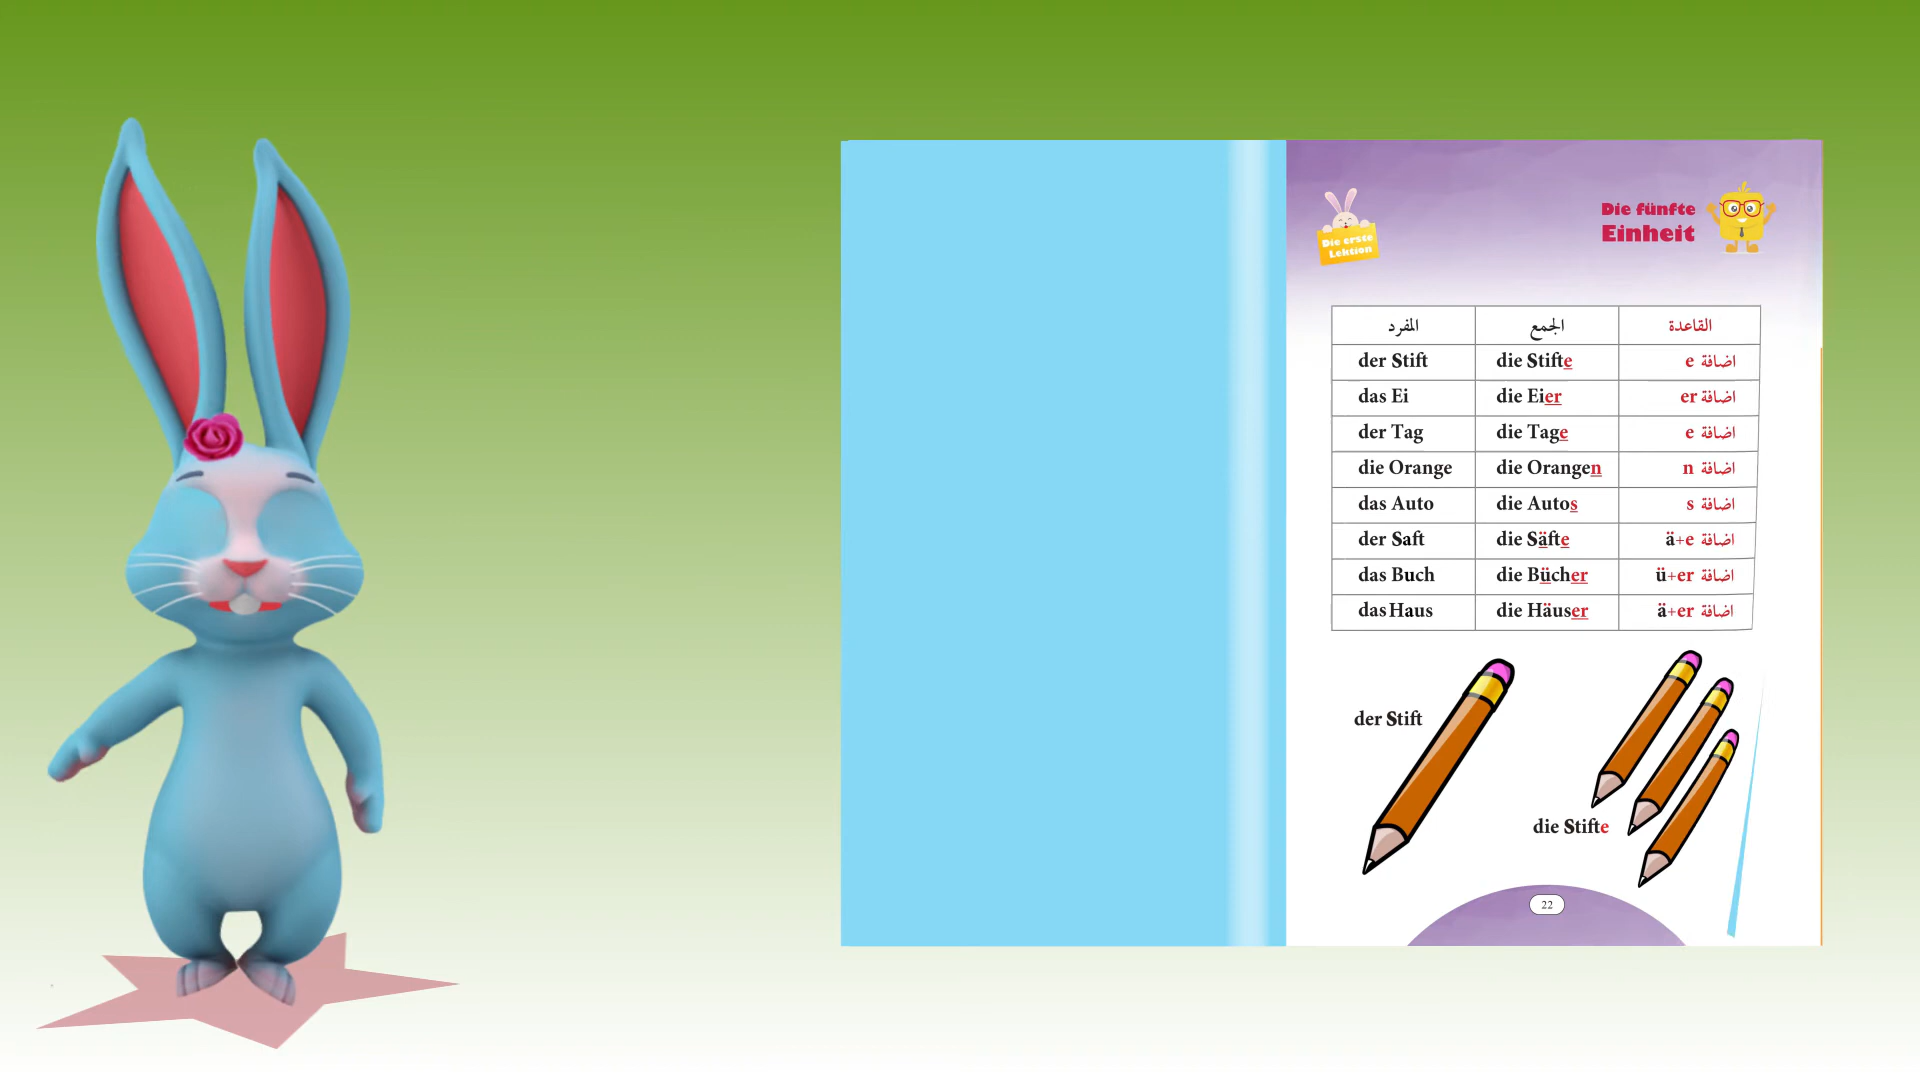 Die erste
Lektion
Die fünfte
Einheit
المفرد الجمع القاعدة
der Stift die Stifte اضافة e
das Ei die Eier اضافة er
der Tag die Tage اضافة e
die Orange die Orangen اضافة n
das Auto die Autos اضافة s
der Saft die Säfte اضافة ä+e
das Buch die Bücher اضافة ü+er
das Haus die Häuser اضافة ä+er
der Stift
die Stifte
22